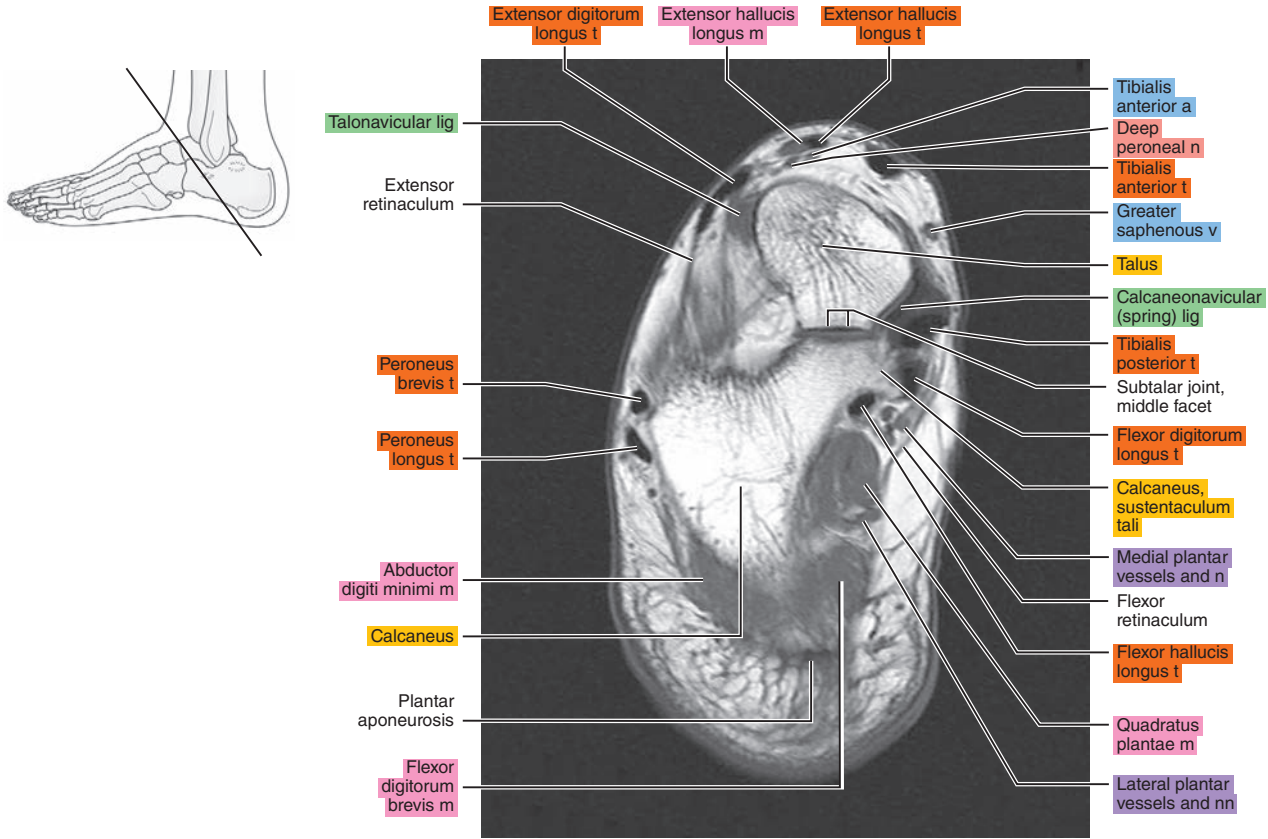 Extensor digitorum
longus t
Extensor hallucis
longus m
Extensor hallucis
longus t
Talonavicular lig
Extensor
retinaculum
Peroneus
brevis t
Peroneus
longus t
Abductor
digiti minimi m
Calcaneus
Plantar
aponeurosis
Flexor
digitorum
brevis m
Tibialis
anterior a
Deep
peroneal n
Tibialis
anterior t
Greater
saphenous v
Talus
Calcaneonavicular
(spring) lig
Tibialis
posterior t
Subtalar joint,
middle facet
Flexor digitorum
longus t
Calcaneus,
sustentaculum
tali
Medial plantar
vessels and n
Flexor
retinaculum
Flexor hallucis
longus t
Quadratus
plantae m
Lateral plantar
vessels and nn